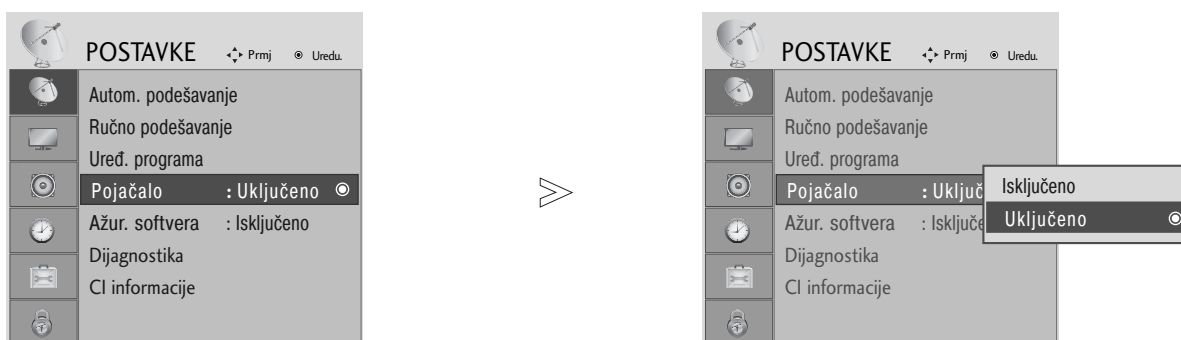 POSTAVKE Prmj Uredu.
Autom. podešavanje
Ručno podešavanje
Uređ. programa
Pojačalo : Uključeno
Ažur. softvera : Isključeno
Dijagnostika
CI informacije
POSTAVKE Prmj Uredu.
Autom. podešavanje
Ručno podešavanje
Uređ. programa
Pojačalo : Uključ
Ažur. softvera : Isključe
Dijagnostika
CI informacije
Isključeno
Uključeno